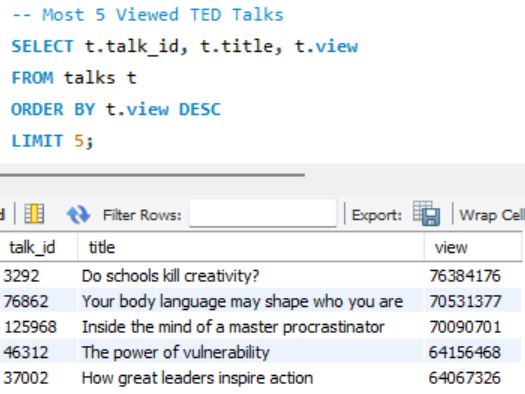 -- Most 5 Viewed TED Talks
SELECT t.talk_id, t.title, t.view
FROM talks t
ORDER BY t.view DESC
LIMIT 5;
Filter Rows: Export: Wrap Cell
talk_id title view
3292 Do schools kill creativity? 76384176
76862 Your body language may shape who you are 70531377
125968 Inside the mind of a master procrastinator 70090701
46312 The power of vulnerability 64156468
37002 How great leaders inspire action 64067326